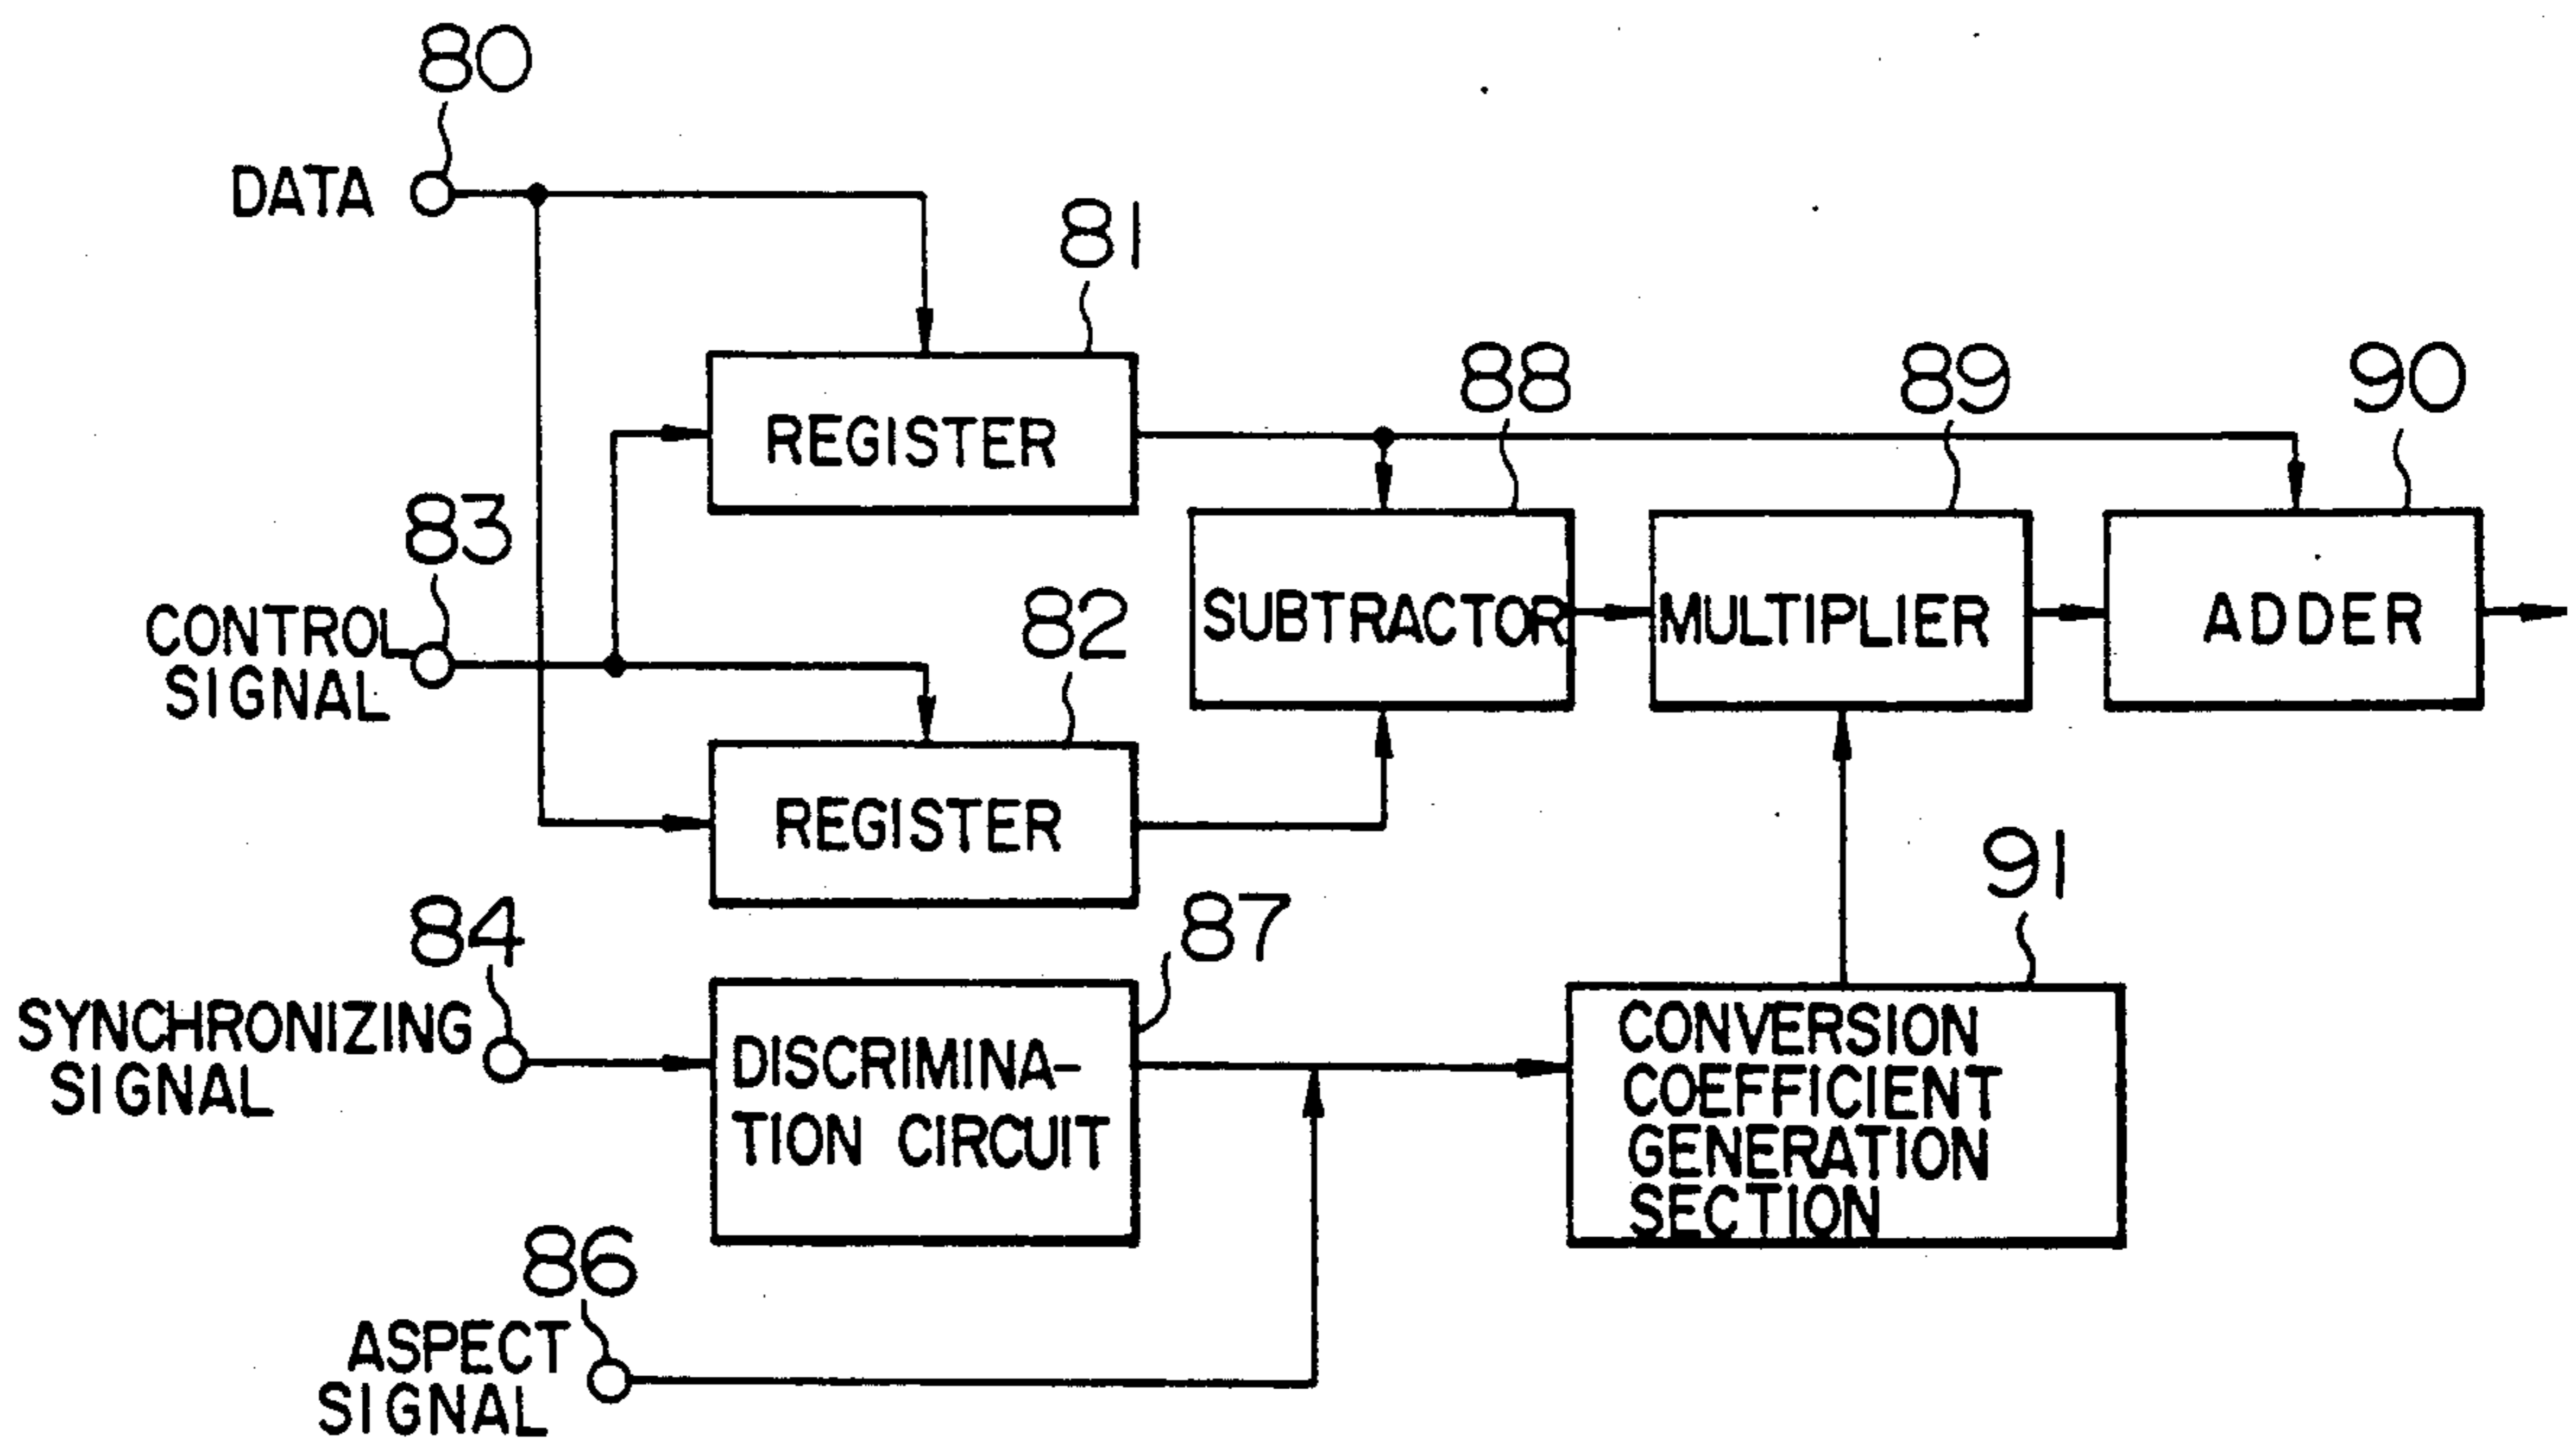 80
DATA
81
REGISTER
88
89
90
83
CONTROL
SIGNAL
82
SUBTRACTOR
MULTIPLIER
ADDER
REGISTER
91
84
87
SYNCHRONIZING
SIGNAL
DISCRIMINA-
TION CIRCUIT
CONVERSION
COEFFICIENT
GENERATION
SECTION
86
ASPECT
SIGNAL